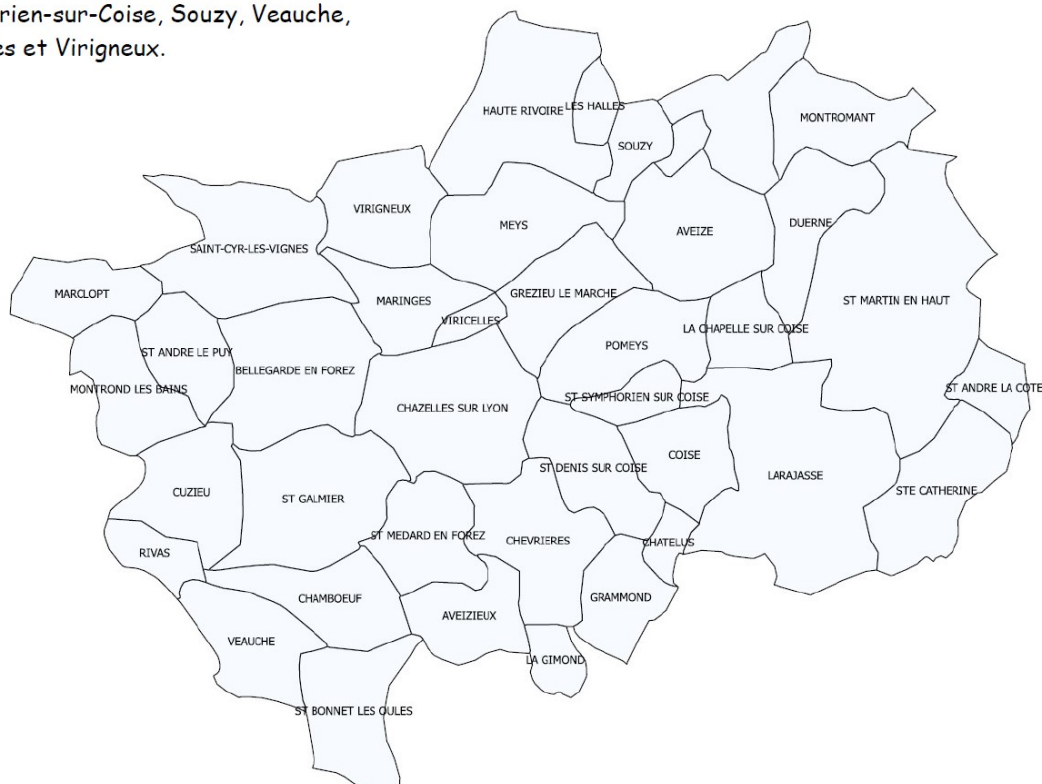 rien-sur-Coise, Souzy, Veauche,
es et Virigneux.
HAUTE RIVOIRE
LES HALLES
MONTROMANT
SOUZY
VIRIGNEUX
MEYS
AVEIZE
DUERNE
SAINT-CYR-LES-VIGNES
MARCLOPT
MARINGES
GREZIEU LE MARCHE
ST MARTIN EN HAUT
VIRICELLES
LA CHAPELLE SUR COISE
POMEYS
ST ANDRE LE PUY
BELLEGARDE EN FOREZ
MONTROND LES BAINS
ST ANDRE LA COTE
ST SYMPHORIEN SUR COISE
CHAZELLES SUR LYON
COISE
ST DENIS SUR COISE
LARAJASSE
CUZIEU
STE CATHERINE
ST GALMIER
ST MEDARD EN FOREZ
CHEVRIERES
CHATELUS
RIVAS
CHAMBOEUF
GRAMMOND
AVEIZIEUX
VEAUCHE
LA GIMOND
ST BONNET LES OULES